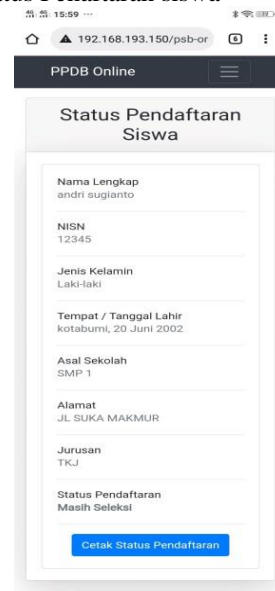 15:59 ...
192.168.193.150/psb-or
6
PPDB Online
Status Pendaftaran
Siswa
Nama Lengkap
andri sugianto
NISN
12345
Jenis Kelamin
Laki-laki
Tempat / Tanggal Lahir
kotabumi, 20 Juni 2002
Asal Sekolah
SMP 1
Alamat
JL SUKA MAKMUR
Jurusan
TKJ
Status Pendaftaran
Masih Seleksi
Cetak Status Pendaftaran